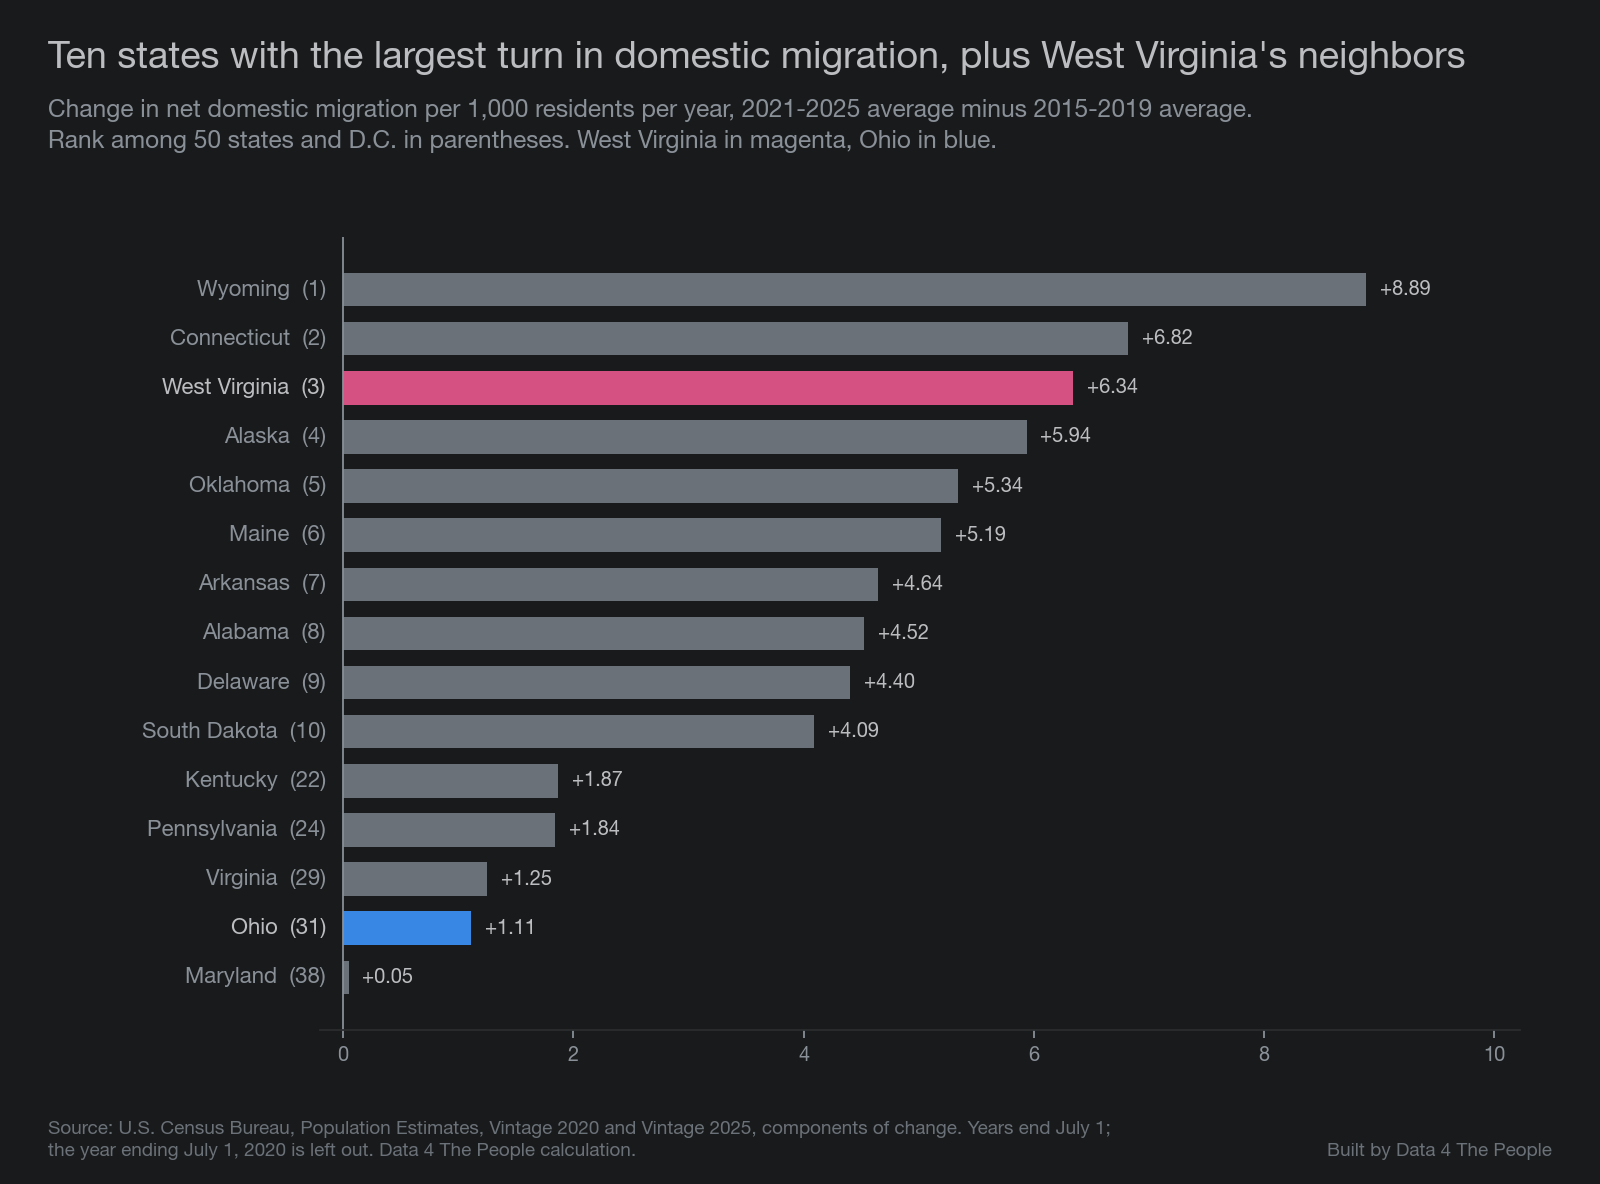 Ten states with the largest turn in domestic migration, plus West Virginia's neighbors
Change in net domestic migration per 1,000 residents per year, 2021-2025 average minus 2015-2019 average.
Rank among 50 states and D.C. in parentheses. West Virginia in magenta, Ohio in blue.
Wyoming (1) +8.89
Connecticut (2) +6.82
West Virginia (3) +6.34
Alaska (4) +5.94
Oklahoma (5) +5.34
Maine (6) +5.19
Arkansas (7) +4.64
Alabama (8) +4.52
Delaware (9) +4.40
South Dakota (10) +4.09
Kentucky (22) +1.87
Pennsylvania (24) +1.84
Virginia (29) +1.25
Ohio (31) +1.11
Maryland (38) +0.05
0 2 4 6 8 10
Source: U.S. Census Bureau, Population Estimates, Vintage 2020 and Vintage 2025, components of change. Years end July 1;
the year ending July 1, 2020 is left out. Data 4 The People calculation.
Built by Data 4 The People